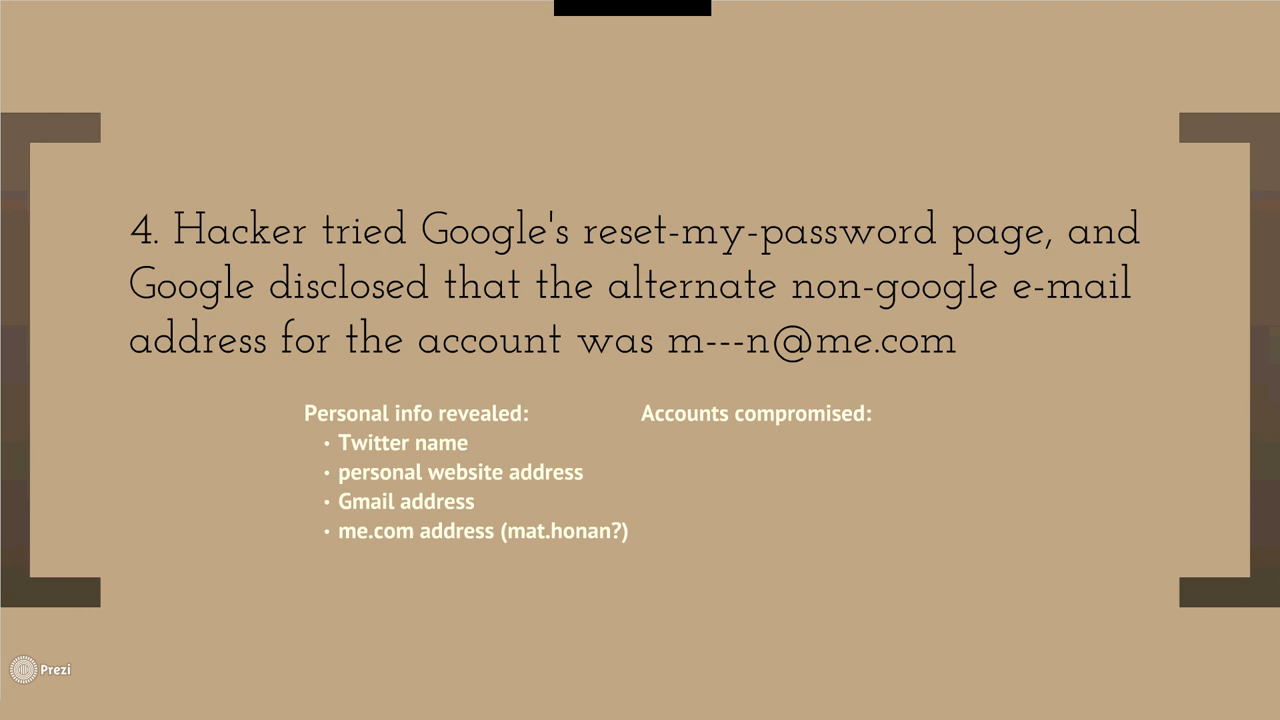 4. Hacker tried Google's reset-my-password page, and
Google disclosed that the alternate non-google e-mail
address for the account was m---n@me.com
Personal info revealed:
• Twitter name
• personal website address
• Gmail address
• me.com address (mat.honan?)
Accounts compromised:
Prezi